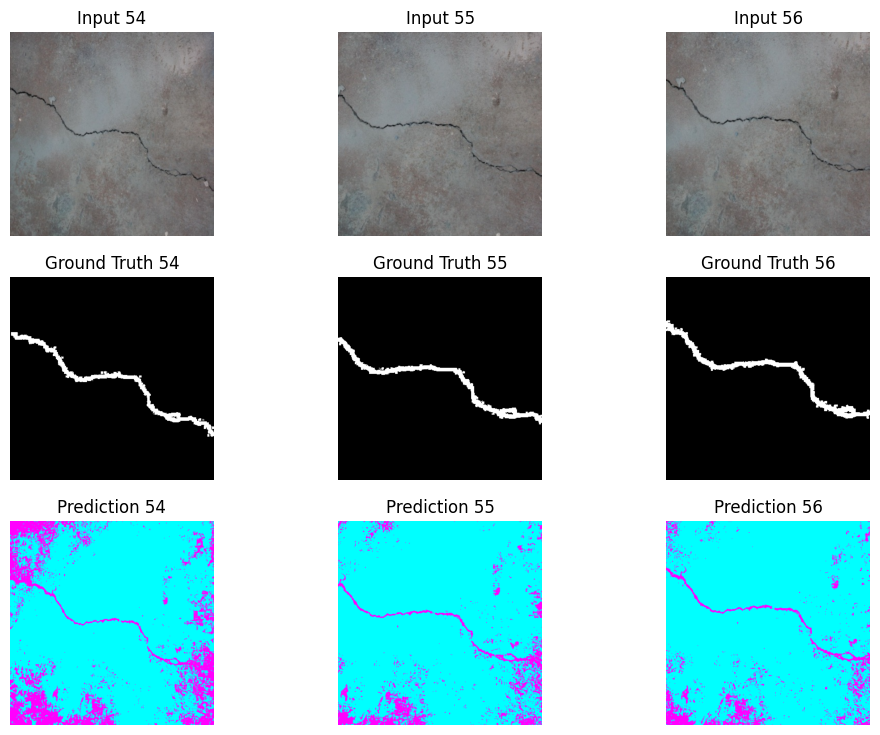 Input 54
Input 55
Input 56
Ground Truth 54
Ground Truth 55
Ground Truth 56
Prediction 54
Prediction 55
Prediction 56